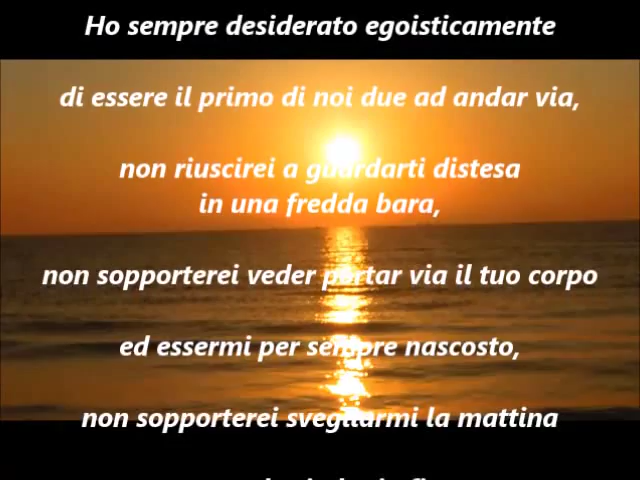 Ho sempre desiderato egoisticamente
di essere il primo di noi due ad andar via,
non riuscirei a guardarti distesa
in una fredda bara,
non sopporterei veder portar via il tuo corpo
ed essermi per sempre nascosto,
non sopporterei svegliarmi la mattina